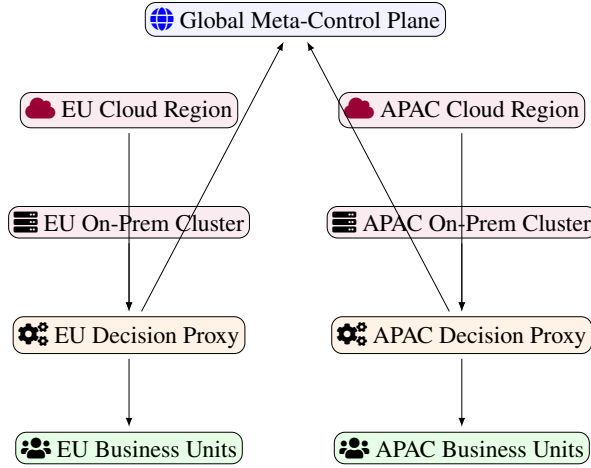 Global Meta-Control Plane
EU Cloud Region
APAC Cloud Region
EU On-Prem Cluster
APAC On-Prem Cluster
EU Decision Proxy
APAC Decision Proxy
EU Business Units
APAC Business Units